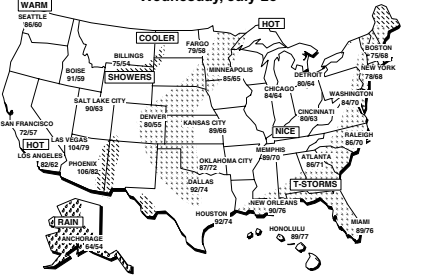 Wednesday, July
WARM
SEATTLE
86/60
HOT
COOLER
BILLINGS
75/54
FARGO
79/58
BOSTON
75/68
SHOWERS
BOISE
91/59
MINNEAPOLIS
85/65
DETROIT
80/64
NEW YORK
78/68
CHICAGO
84/64
WASHINGTON
84/70
SALT LAKE CITY
90/63
DENVER
80/55
KANSAS CITY
89/66
CINCINNATI
80/63
SAN FRANCISCO
72/57
NICE
RALEIGH
86/70
HOT
LAS VEGAS
104/79
LOS ANGELES
82/62
PHOENIX
106/82
OKLAHOMA CITY
87/72
MEMPHIS
89/70
ATLANTA
86/71
DALLAS
92/74
T-STORMS
NEW ORLEANS
90/76
HOUSTON
92/74
MIAMI
89/76
RAIN
ANCHORAGE
64/54
HONOLULU
89/77